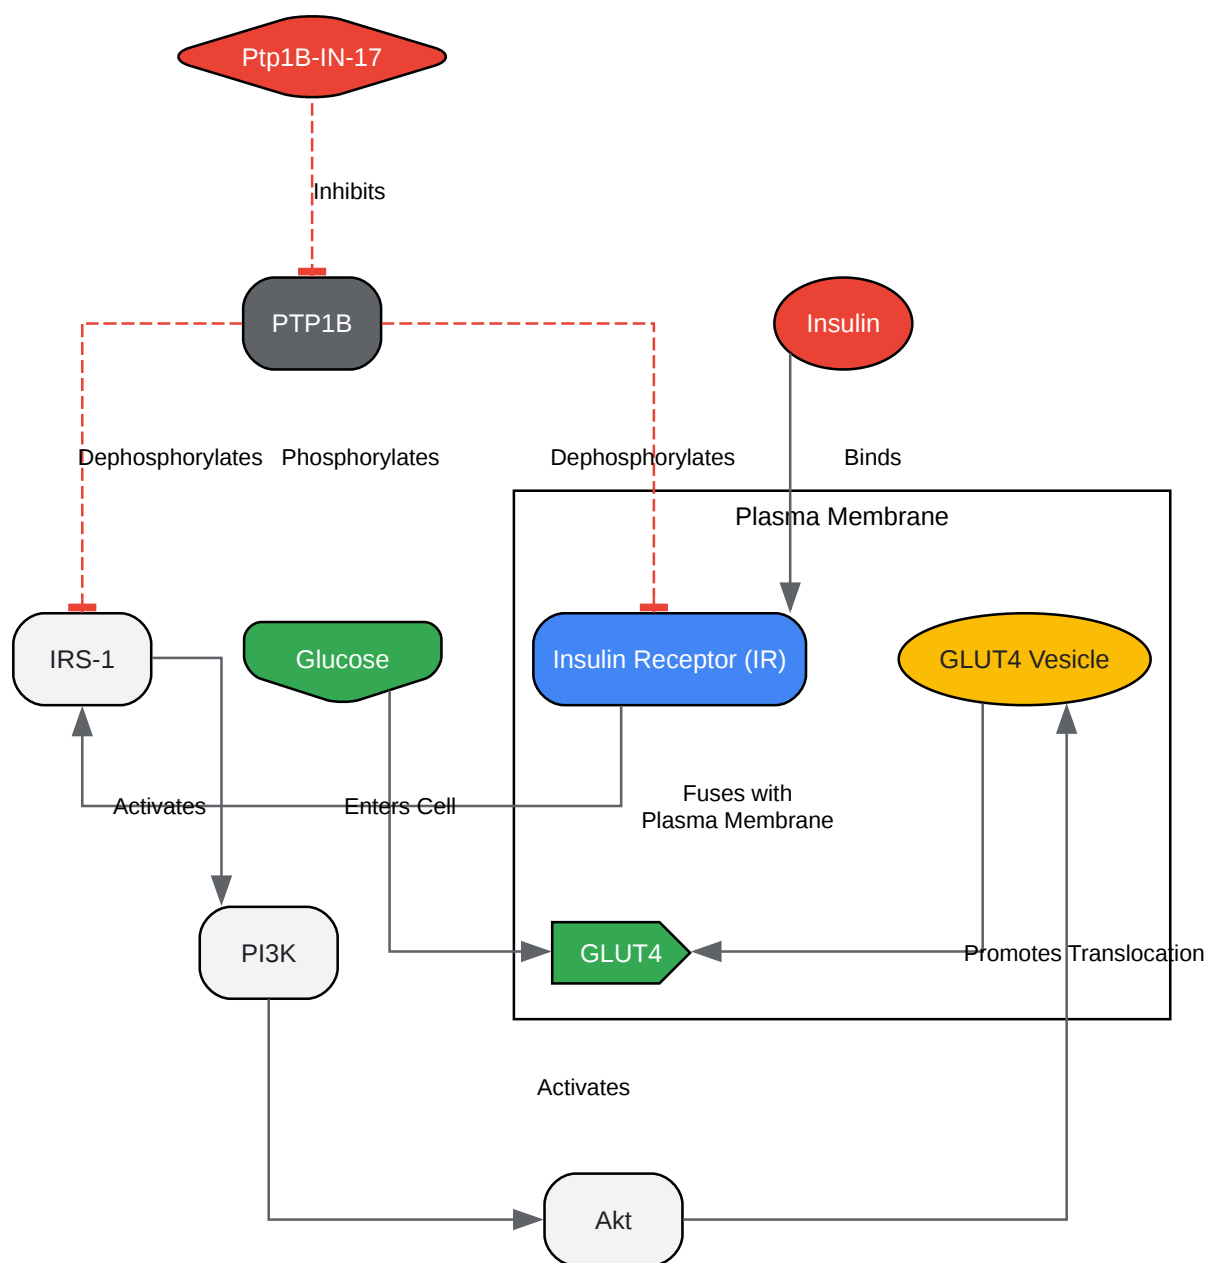 Ptp1B-IN-17
Inhibits
PTP1B
Insulin
Dephosphorylates
Phosphorylates
Dephosphorylates
Binds
Plasma Membrane
IRS-1
Glucose
Insulin Receptor (IR)
GLUT4 Vesicle
Activates
Enters Cell
Fuses with
Plasma Membrane
PI3K
GLUT4
Promotes Translocation
Activates
Akt